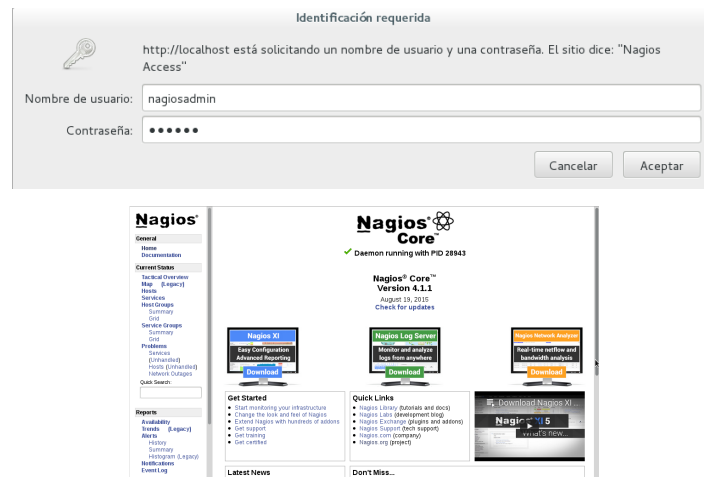 Identificación requerida
http://localhost está solicitando un nombre de usuario y una contraseña. El sitio dice: "Nagios
Access"
Nombre de usuario: nagiosadmin
Contraseña: ●●●●●●
Cancelar Aceptar
Nagios®
General
Home
Documentation
Current Status
Tactical Overview
Map (Legacy)
Hosts
Services
Host Groups
Summary
Grid
Service Groups
Summary
Grid
Problems
Services
(Unhandled)
Hosts (Unhandled)
Network Outages
Quick Search:
Reports
Availability
Trends (Legacy)
Alerts
History
Summary
Histogram (Legacy)
Notifications
Event Log
Nagios®
Core™
Daemon running with PID 28943
Nagios® Core™
Version 4.1.1
August 19, 2015
Check for updates
Nagios XI
Easy Configuration
Advanced Reporting
Download
Nagios Log Server
Monitor and analyze
logs from anywhere
Download
Nagios Network Analyzer
Real-time netflow and
bandwidth analysis
Download
Get Started
Start monitoring your infrastructure
Change the look and feel of Nagios
Extend Nagios with hundreds of addons
Get support
Get training
Get certified
Quick Links
Nagios Library (tutorials and docs)
Nagios Labs (development blog)
Nagios Exchange (plugins and addons)
Nagios Support (tech support)
Nagios.com (company)
Nagios.org (project)
Download Nagios XI
Nagios XI 5
What's new...
Latest News
Don't Miss...